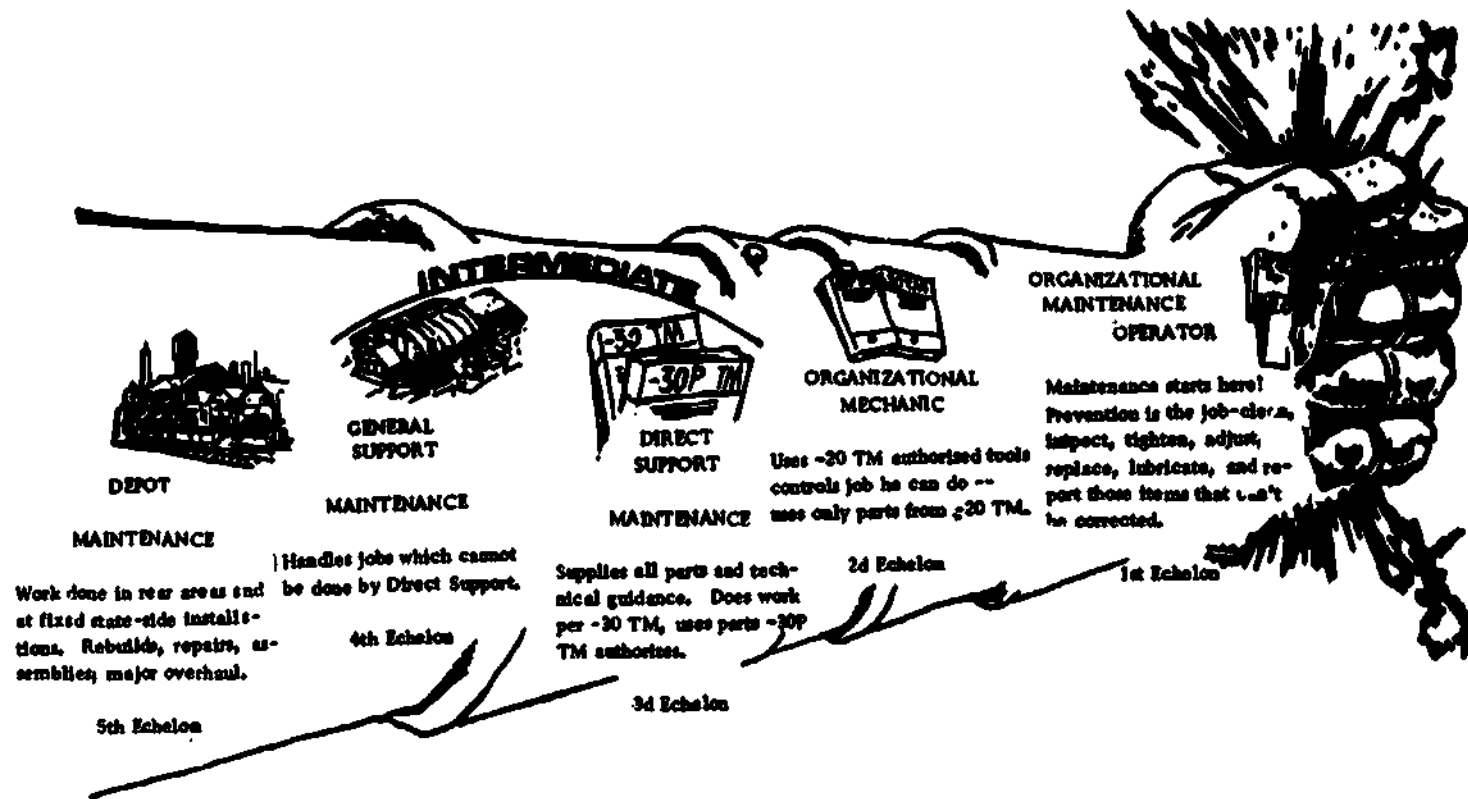 INTERMEDIATE
DEPOT
MAINTENANCE
Work done in rear areas and
at fixed state-side installa-
tions. Rebuilds, repairs, as-
semblies; major overhaul.
5th Echelon
GENERAL
SUPPORT
MAINTENANCE
Handles jobs which cannot
be done by Direct Support.
4th Echelon
-30 TM
-30P TM
DIRECT
SUPPORT
MAINTENANCE
Supplies all parts and tech-
nical guidance. Does work
per -30 TM, uses parts -30P
TM authorizes.
3d Echelon
ORGANIZATIONAL
MECHANIC
Uses -20 TM authorized tools
controls job he can do --
uses only parts from -20 TM.
2d Echelon
ORGANIZATIONAL
MAINTENANCE
OPERATOR
Maintenance starts here!
Prevention is the job-clean,
inspect, tighten, adjust,
replace, lubricate, and re-
port those items that can't
be corrected.
1st Echelon